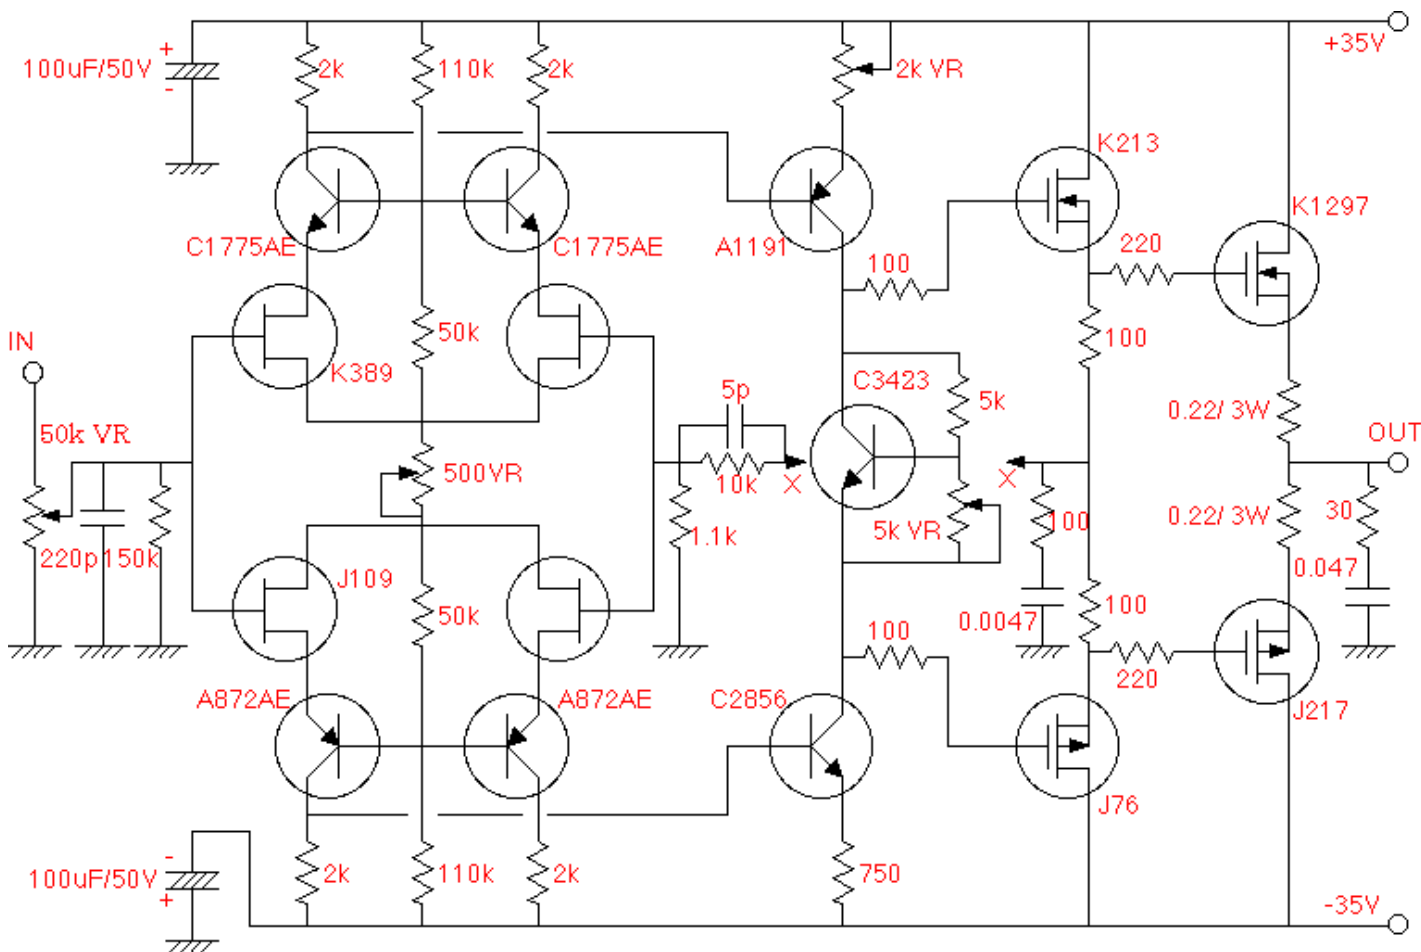 +35V
100uF/50V
+
-
2k
110k
2k
2k VR
K213
C1775AE
C1775AE
A1191
K1297
220
100
IN
50k
100
K389
C3423
5p
5k
0.22/ 3W
OUT
50k VR
500VR
10k
X
X
220p
150k
1.1k
5k VR
100
0.22/ 3W
30
J109
0.047
50k
0.0047
100
100
220
A872AE
A872AE
C2856
J217
J76
100uF/50V
-
+
2k
110k
2k
750
-35V